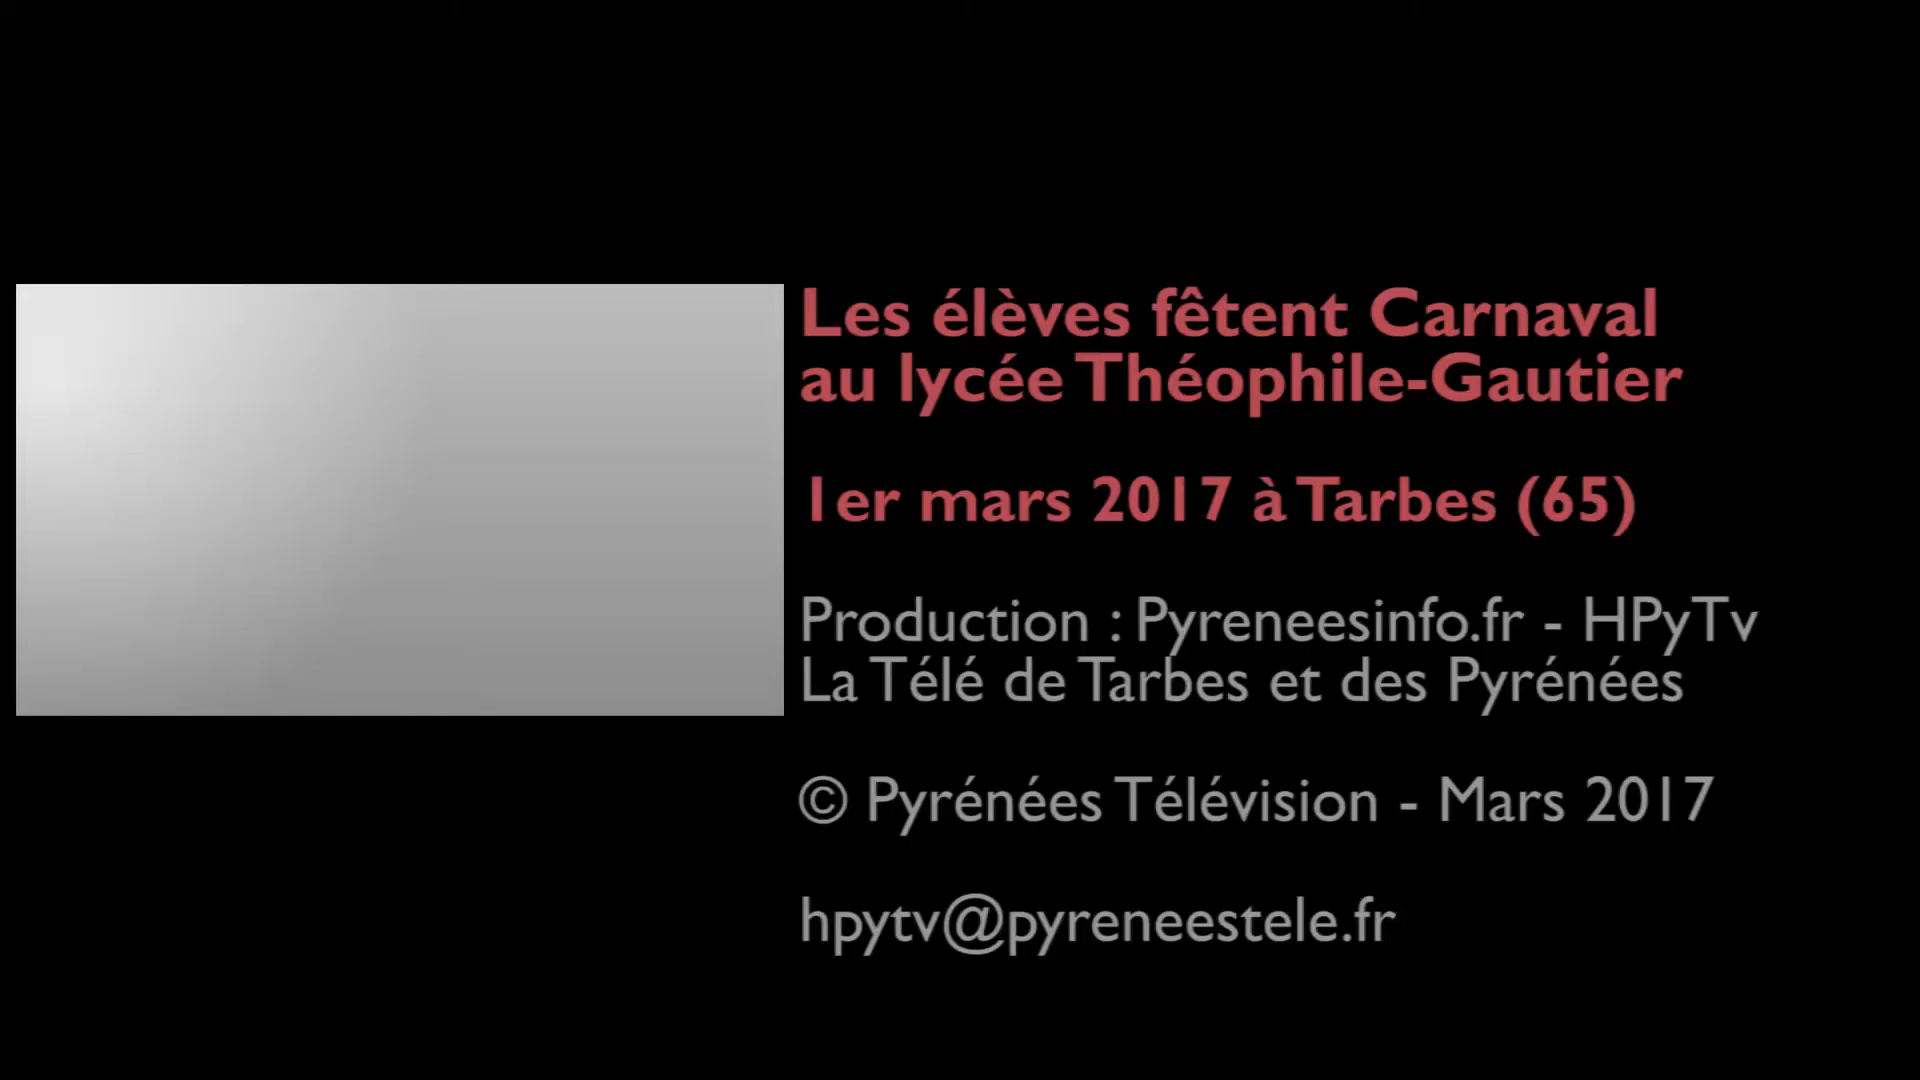 Les élèves fêtent Carnaval
au lycée Théophile-Gautier
1er mars 2017 à Tarbes (65)
Production : Pyreneesinfo.fr - HPyTv
La Télé de Tarbes et des Pyrénées
© Pyrénées Télévision - Mars 2017
hpytv@pyreneestele.fr